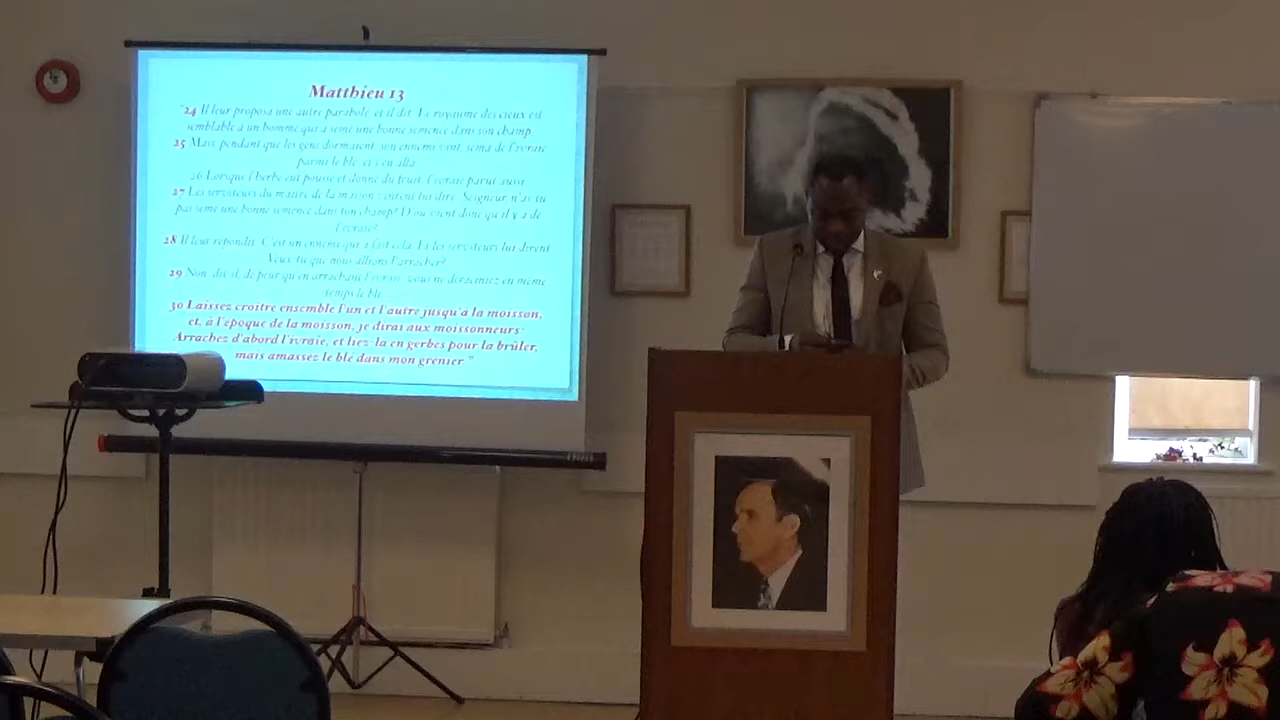 Matthieu 13
"24 Il leur proposa une autre parabole, et il dit: Le royaume des cieux est
semblable à un homme qui a semé une bonne semence dans son champ.
25 Mais, pendant que les gens dormaient, son ennemi vint, sema de l'ivraie
parmi le blé, et s'en alla.
26 Lorsque l'herbe eut poussé et donné du fruit, l'ivraie parut aussi.
27 Les serviteurs du maître de la maison vinrent lui dire: Seigneur, n'as-tu
pas semé une bonne semence dans ton champ? D'où vient donc qu'il y a de
l'ivraie?
28 Il leur répondit: C'est un ennemi qui a fait cela. Et les serviteurs lui dirent:
Veux-tu que nous allions l'arracher?
29 Non, dit-il, de peur qu'en arrachant l'ivraie, vous ne déraciniez en même
temps le blé.
30 Laissez croître ensemble l'un et l'autre jusqu'à la moisson,
et, à l'époque de la moisson, je dirai aux moissonneurs:
Arrachez d'abord l'ivraie, et liez-la en gerbes pour la brûler,
mais amassez le blé dans mon grenier."